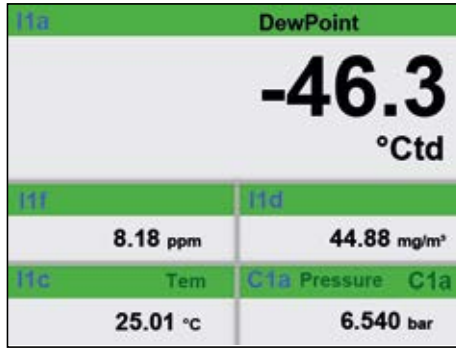 I1a DewPoint
-46.3
°Ctd
I1f I1d
8.18 ppm 44.88 mg/m³
I1c Tem C1a Pressure C1a
25.01 °C 6.540 bar